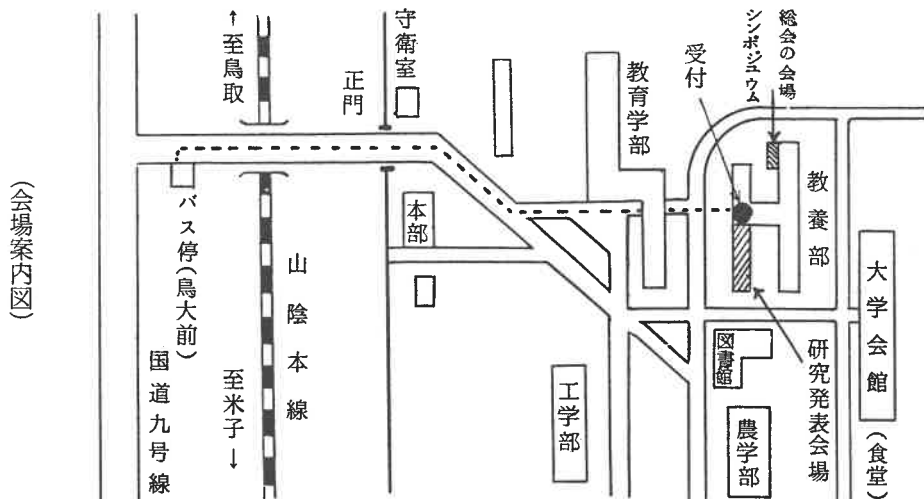 (会場案内図)
←至鳥取
正門
守衛室
教育学部
受付
シンポジュウム
総会の会場
教養部
本部
バス停(鳥大前)
山陰本線
至米子→
国道九号線
工学部
図書館
農学部
研究発表会場
大学会館
(食堂)